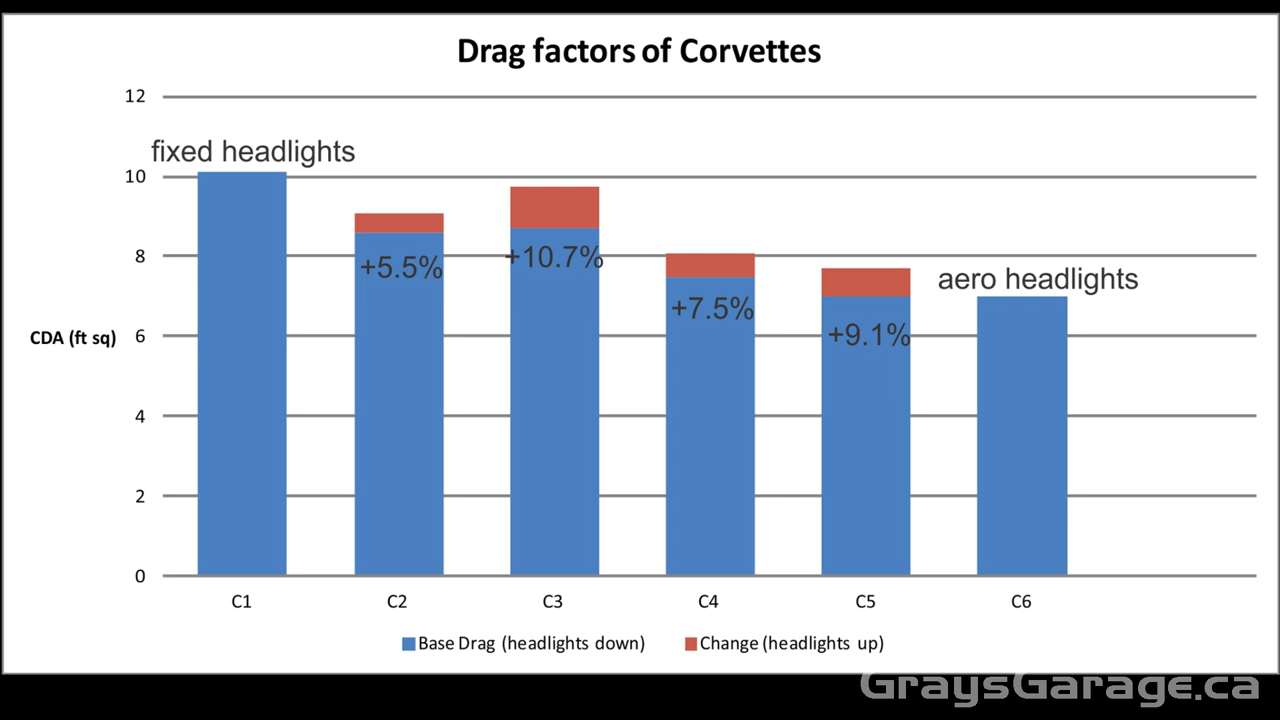 Drag factors of Corvettes
12
fixed headlights
10
8
+5.5%
+10.7%
+7.5%
+9.1%
aero headlights
CDA (ft sq)
6
4
2
0
C1 C2 C3 C4 C5 C6
Base Drag (headlights down) Change (headlights up)
GraysGarage.ca